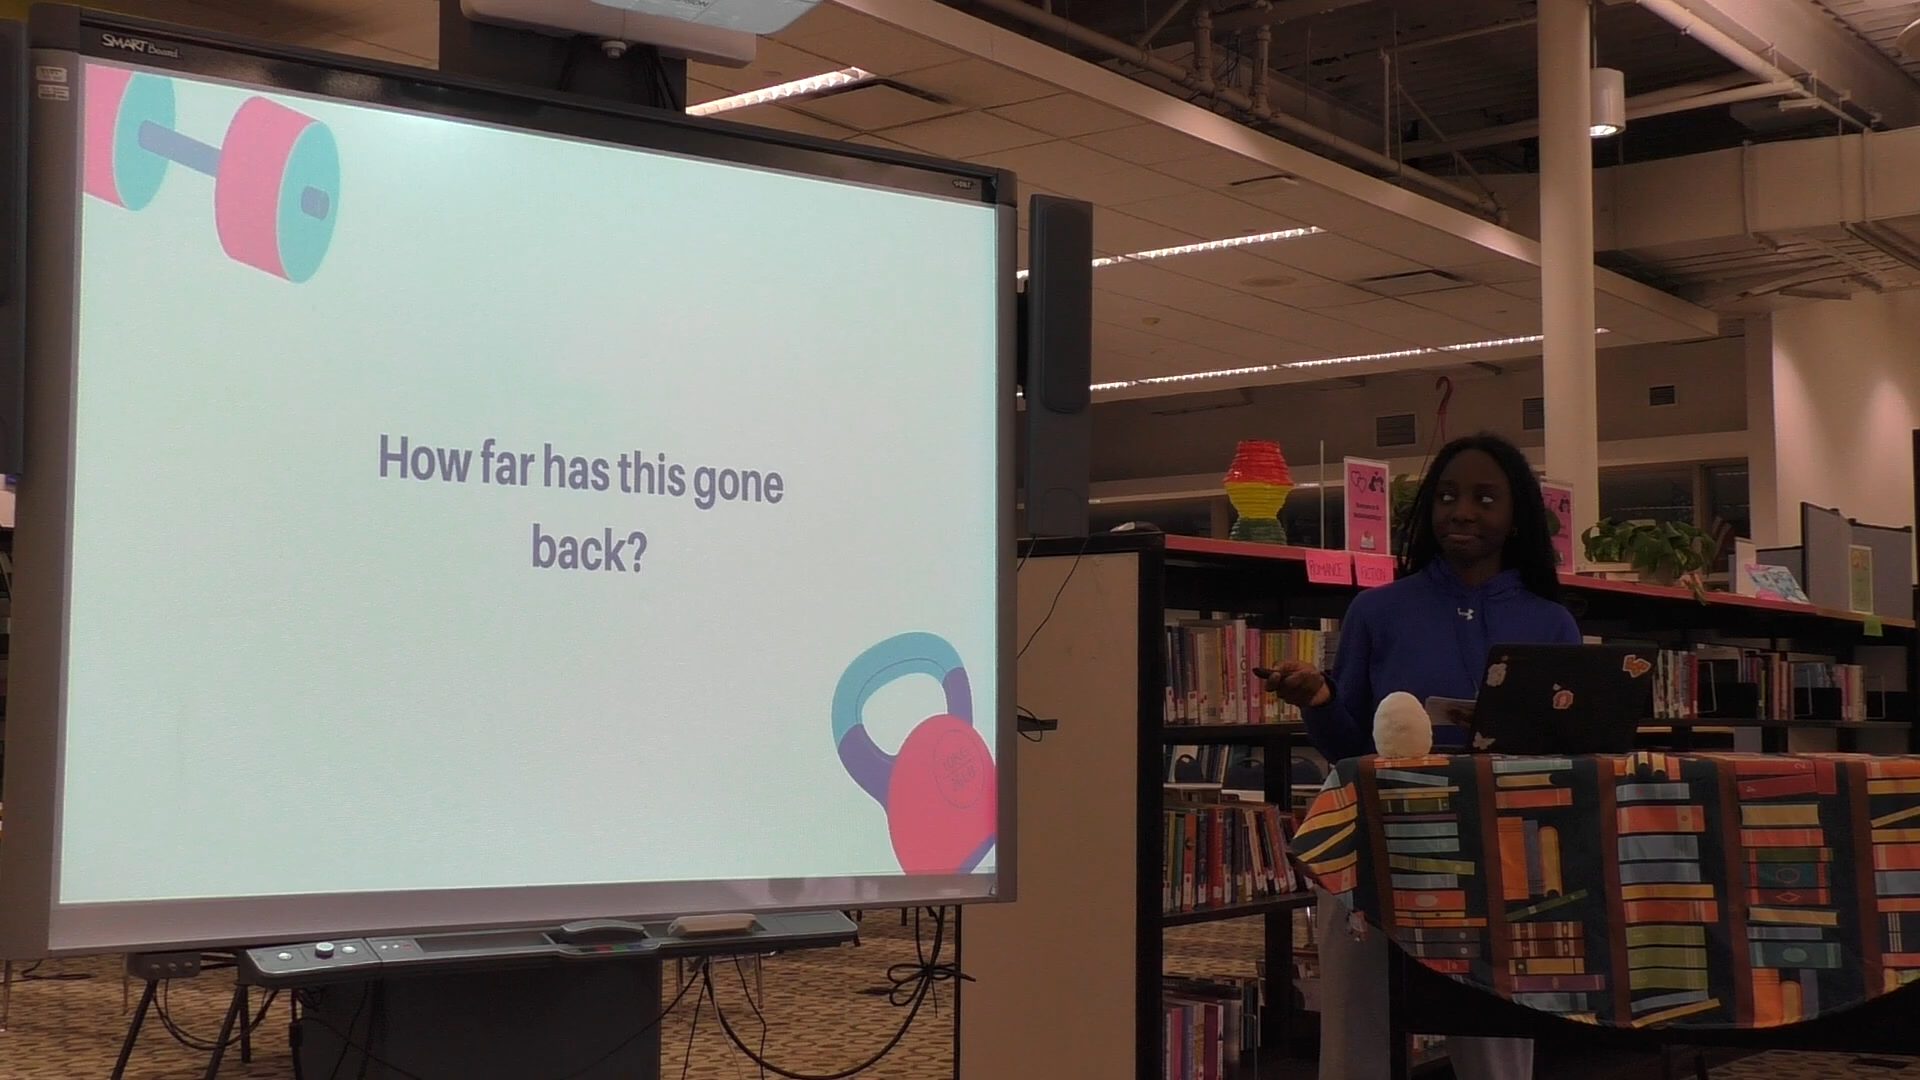 SMART Board
How far has this gone
back?
ROMANCE
FICTION